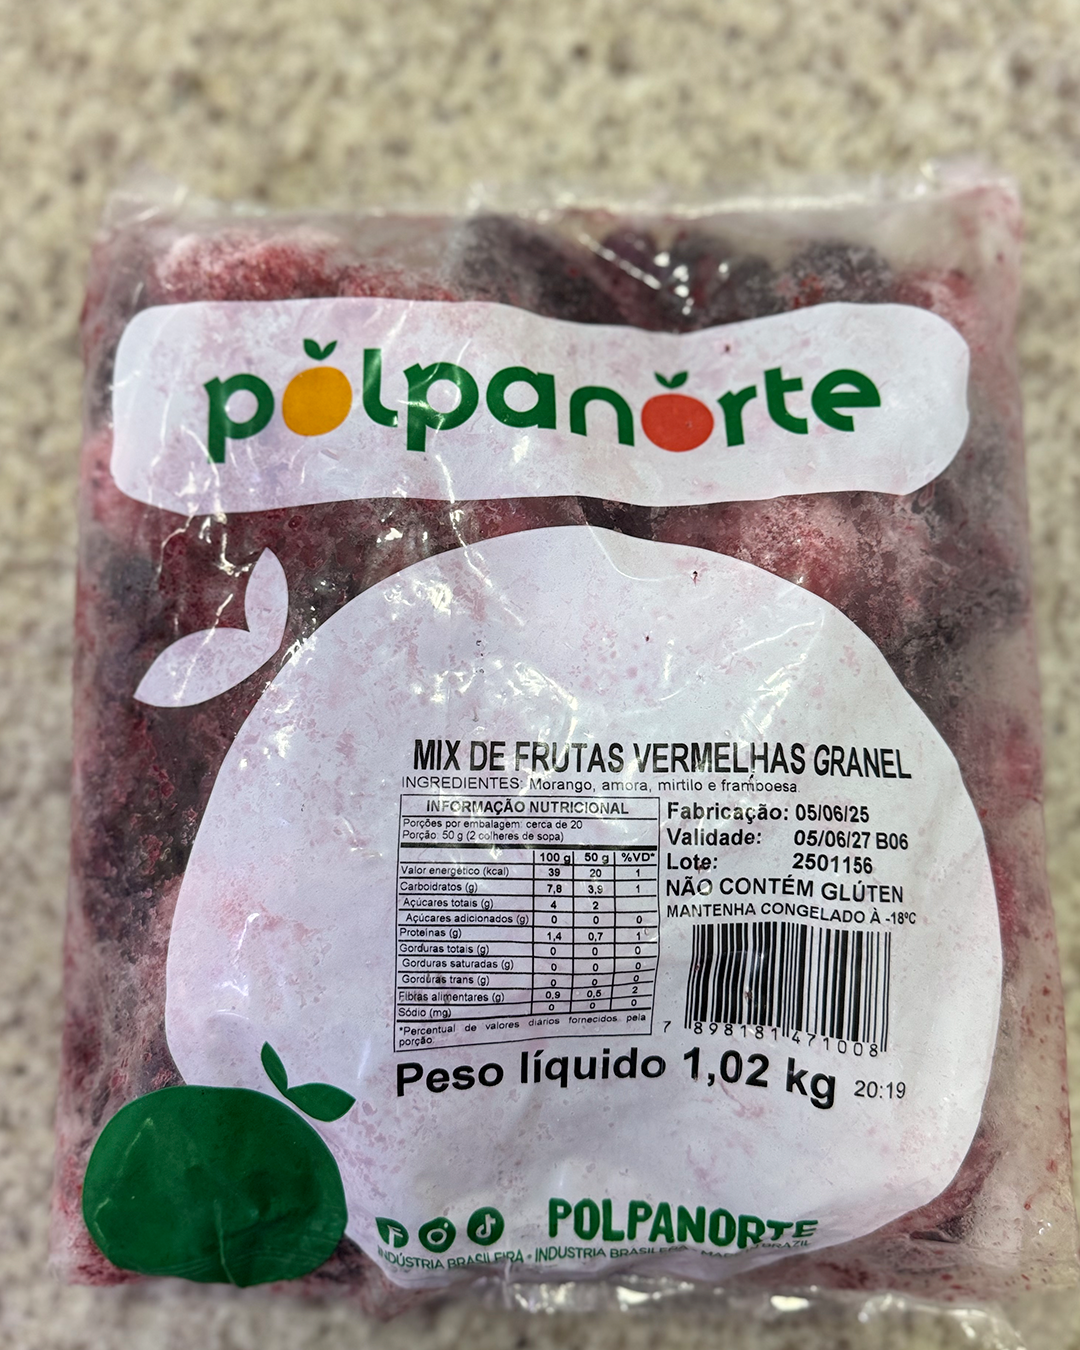 polpanorte
MIX DE FRUTAS VERMELHAS GRANEL
INGREDIENTES: Morango, amora, mirtilo e framboesa.
INFORMAÇÃO NUTRICIONAL
Porções por embalagem: cerca de 20
Porção: 50 g (2 colheres de sopa)
100 g 50 g %VD*
Valor energético (kcal) 39 20 1
Carboidratos (g) 7,8 3,9 1
Açúcares totais (g) 4 2
Açúcares adicionados (g) 0 0 0
Proteínas (g) 1,4 0,7 1
Gorduras totais (g) 0 0 0
Gorduras saturadas (g) 0 0 0
Gorduras trans (g) 0 0 0
Fibras alimentares (g) 0,9 0,5 2
Sódio (mg) 0 0 0
*Percentual de valores diários fornecidos pela
porção.
Fabricação: 05/06/25
Validade: 05/06/27 B06
Lote: 2501156
NÃO CONTÉM GLÚTEN
MANTENHA CONGELADO À -18ºC
7 898181 471008
Peso líquido 1,02 kg 20:19
POLPANORTE
INDÚSTRIA BRASILEIRA • INDUSTRIA BRASILEIRA